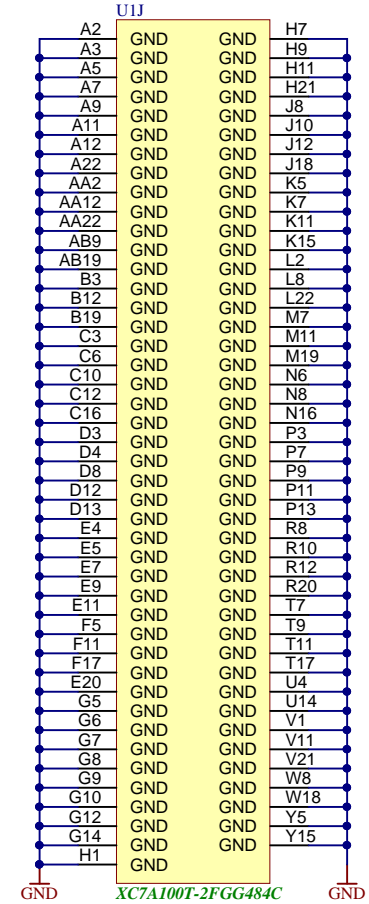 U1J
A2 GND GND H7
A3 GND GND H9
A5 GND GND H11
A7 GND GND H21
A9 GND GND J8
A11 GND GND J10
A12 GND GND J12
A22 GND GND J18
AA2 GND GND K5
AA12 GND GND K7
AA22 GND GND K11
AB9 GND GND K15
AB19 GND GND L2
B3 GND GND L8
B12 GND GND L22
B19 GND GND M7
C3 GND GND M11
C6 GND GND M19
C10 GND GND N6
C12 GND GND N8
C16 GND GND N16
D3 GND GND P3
D4 GND GND P7
D8 GND GND P9
D12 GND GND P11
D13 GND GND P13
E4 GND GND R8
E5 GND GND R10
E7 GND GND R12
E9 GND GND R20
E11 GND GND T7
F5 GND GND T9
F11 GND GND T11
F17 GND GND T17
E20 GND GND U4
G5 GND GND U14
G6 GND GND V1
G7 GND GND V11
G8 GND GND V21
G9 GND GND W8
G10 GND GND W18
G12 GND GND Y5
G14 GND GND Y15
H1 GND
GND XC7A100T-2FGG484C GND